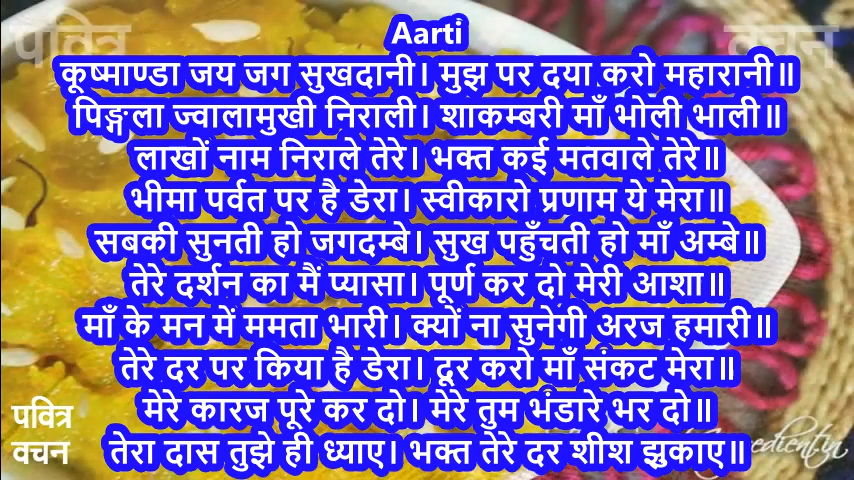 Aarti
पवित्र वचन
कूष्माण्डा जय जग सुखदानी। मुझ पर दया करो महारानी॥
पिङ्गला ज्वालामुखी निराली। शाकम्बरी माँ भोली भाली॥
लाखों नाम निराले तेरे। भक्त कई मतवाले तेरे॥
भीमा पर्वत पर है डेरा। स्वीकारो प्रणाम ये मेरा॥
सबकी सुनती हो जगदम्बे। सुख पहुँचती हो माँ अम्बे॥
तेरे दर्शन का मैं प्यासा। पूर्ण कर दो मेरी आशा॥
माँ के मन में ममता भारी। क्यों ना सुनेगी अरज हमारी॥
तेरे दर पर किया है डेरा। दूर करो माँ संकट मेरा॥
मेरे कारज पूरे कर दो। मेरे तुम भंडारे भर दो॥
तेरा दास तुझे ही ध्याए। भक्त तेरे दर शीश झुकाए॥
पवित्र
वचन